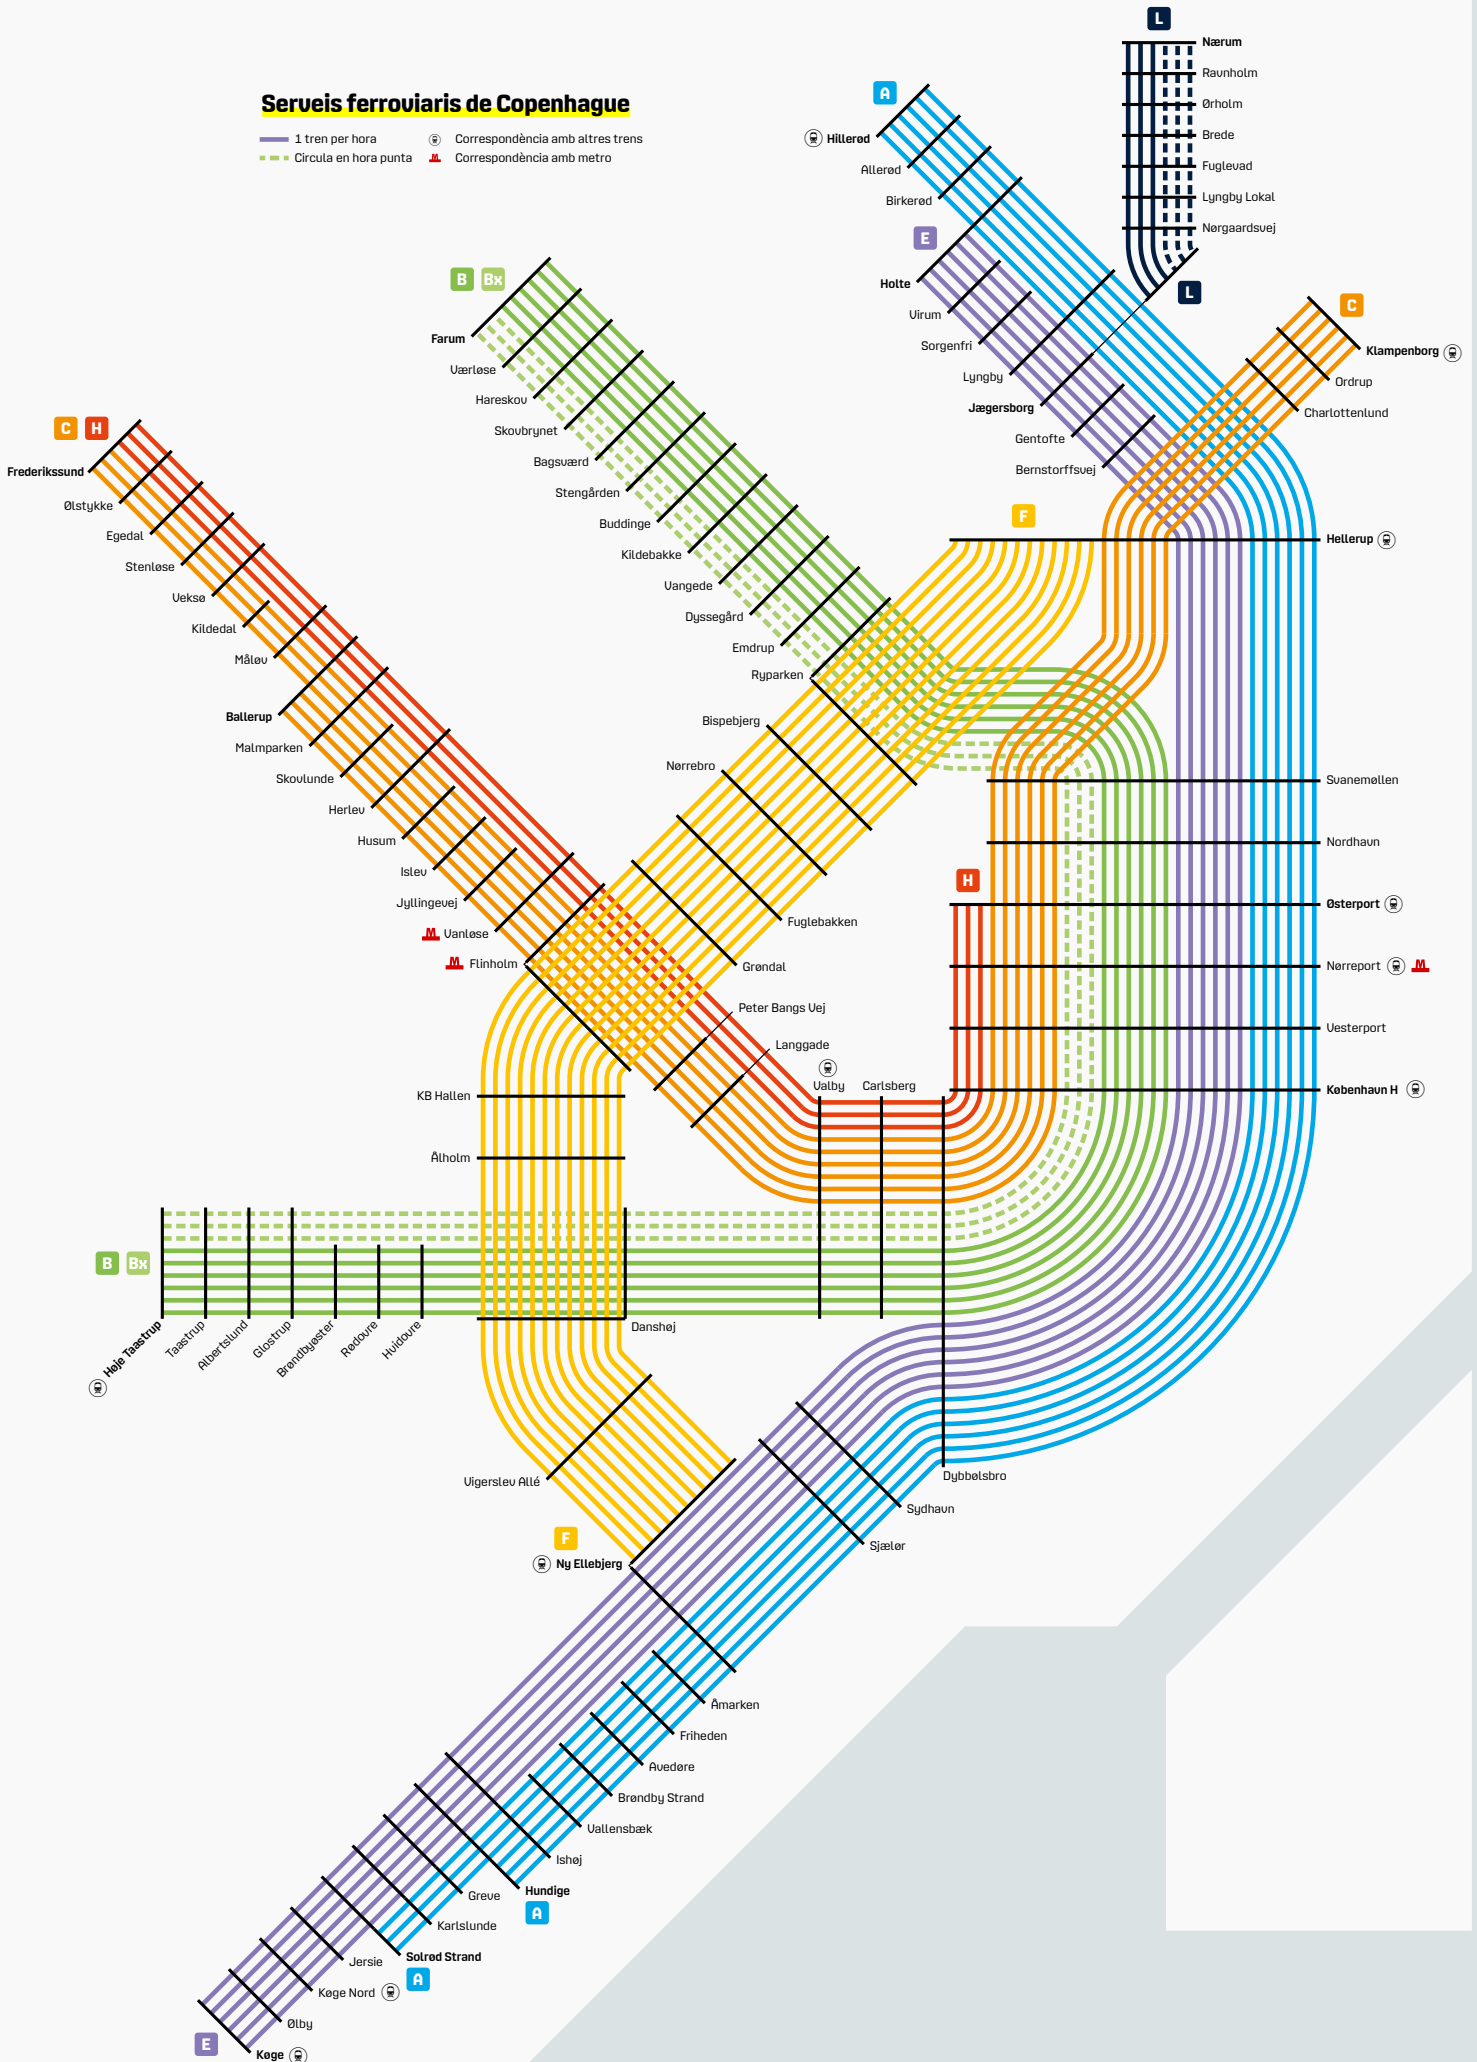 L
Nærum
Ravnholm
Ørholm
Brede
Fuglevad
Lyngby Lokal
Nørgaardsvej
L
A
Hillerød
Allerød
Birkerød
Serveis ferroviaris de Copenhague
1 tren per hora
Correspondència amb altres trens
Circula en hora punta
M
Correspondència amb metro
E
Holte
Virum
Sorgenfri
Lyngby
Jægersborg
Gentofte
Bernstorffsvej
C
Klampenborg
Ordrup
Charlottenlund
B Bx
Farum
Værløse
Hareskov
Skovbrynet
Bagsværd
Stengården
Buddinge
Kildebakke
Vangede
Dyssegård
Emdrup
Ryparken
C H
Frederikssund
Ølstykke
Egedal
Stenløse
Veksø
Kildedal
Måløv
Ballerup
Malmparken
Skovlunde
Herlev
Husum
Islev
Jyllingevej
M Vanløse
M Flinholm
F
Hellerup
Bispebjerg
Nørrebro
Fuglebakken
Grøndal
Svanemøllen
Nordhavn
H
Østerport
Nørreport M
Vesterport
København H
Peter Bangs Vej
Langgade
Valby
Carlsberg
KB Hallen
Ålholm
B Bx
Høje Taastrup
Taastrup
Albertslund
Glostrup
Brøndbyøster
Rødovre
Hvidovre
Danshøj
Vigerslev Allé
F
Ny Ellebjerg
Dybbølsbro
Sydhavn
Sjælør
Åmarken
Friheden
Avedøre
Brøndby Strand
Vallensbæk
Ishøj
Hundige
A
Greve
Karlslunde
Solrød Strand
A
Jersie
Køge Nord
Ølby
E
Køge